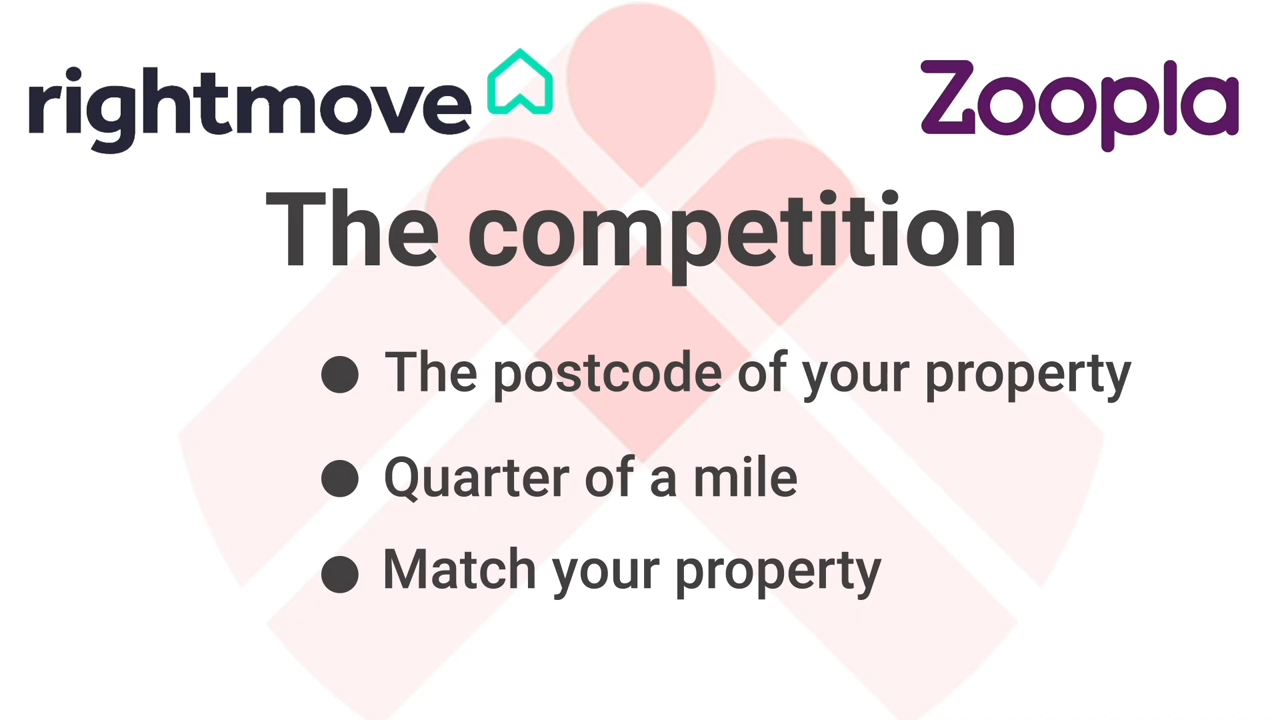 rightmove
Zoopla
The competition
● The postcode of your property
● Quarter of a mile
● Match your property